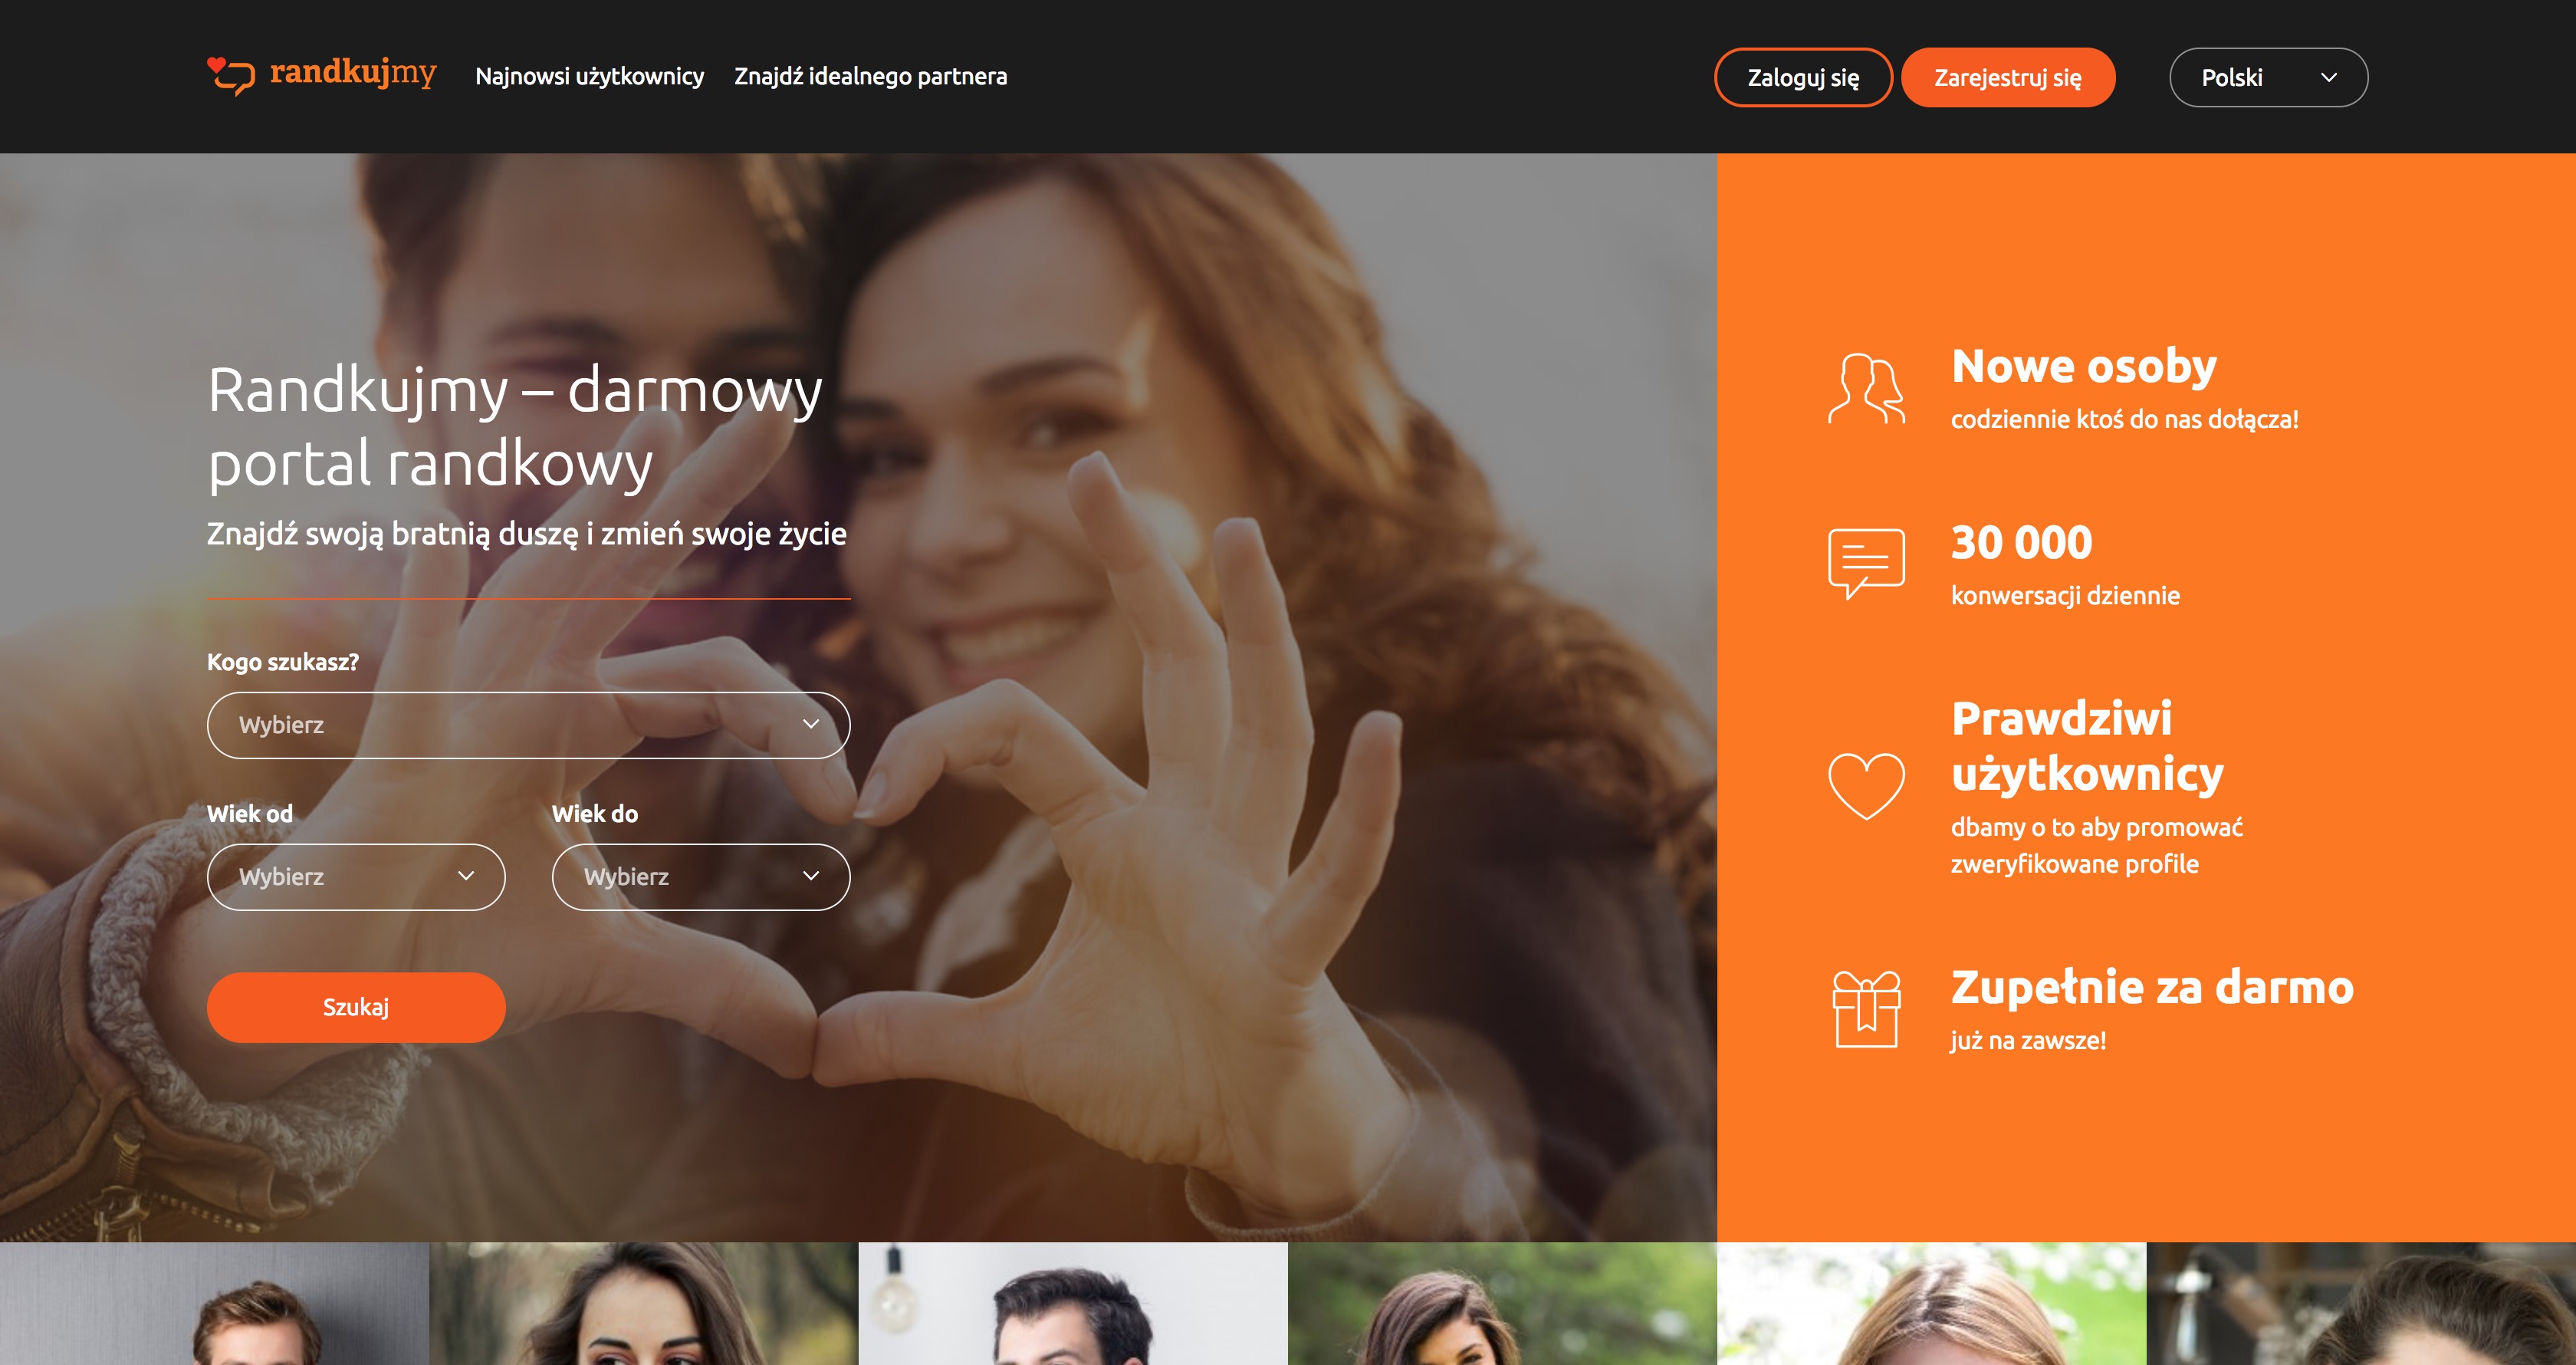 randkujmy
Najnowsi użytkownicy
Znajdź idealnego partnera
Zaloguj się
Zarejestruj się
Polski
Randkujmy – darmowy
portal randkowy
Znajdź swoją bratnią duszę i zmień swoje życie
Kogo szukasz?
Wybierz
Wiek od
Wiek do
Wybierz
Wybierz
Szukaj
Nowe osoby
codziennie ktoś do nas dołącza!
30 000
konwersacji dziennie
Prawdziwi
użytkownicy
dbamy o to aby promować
zweryfikowane profile
Zupełnie za darmo
już na zawsze!